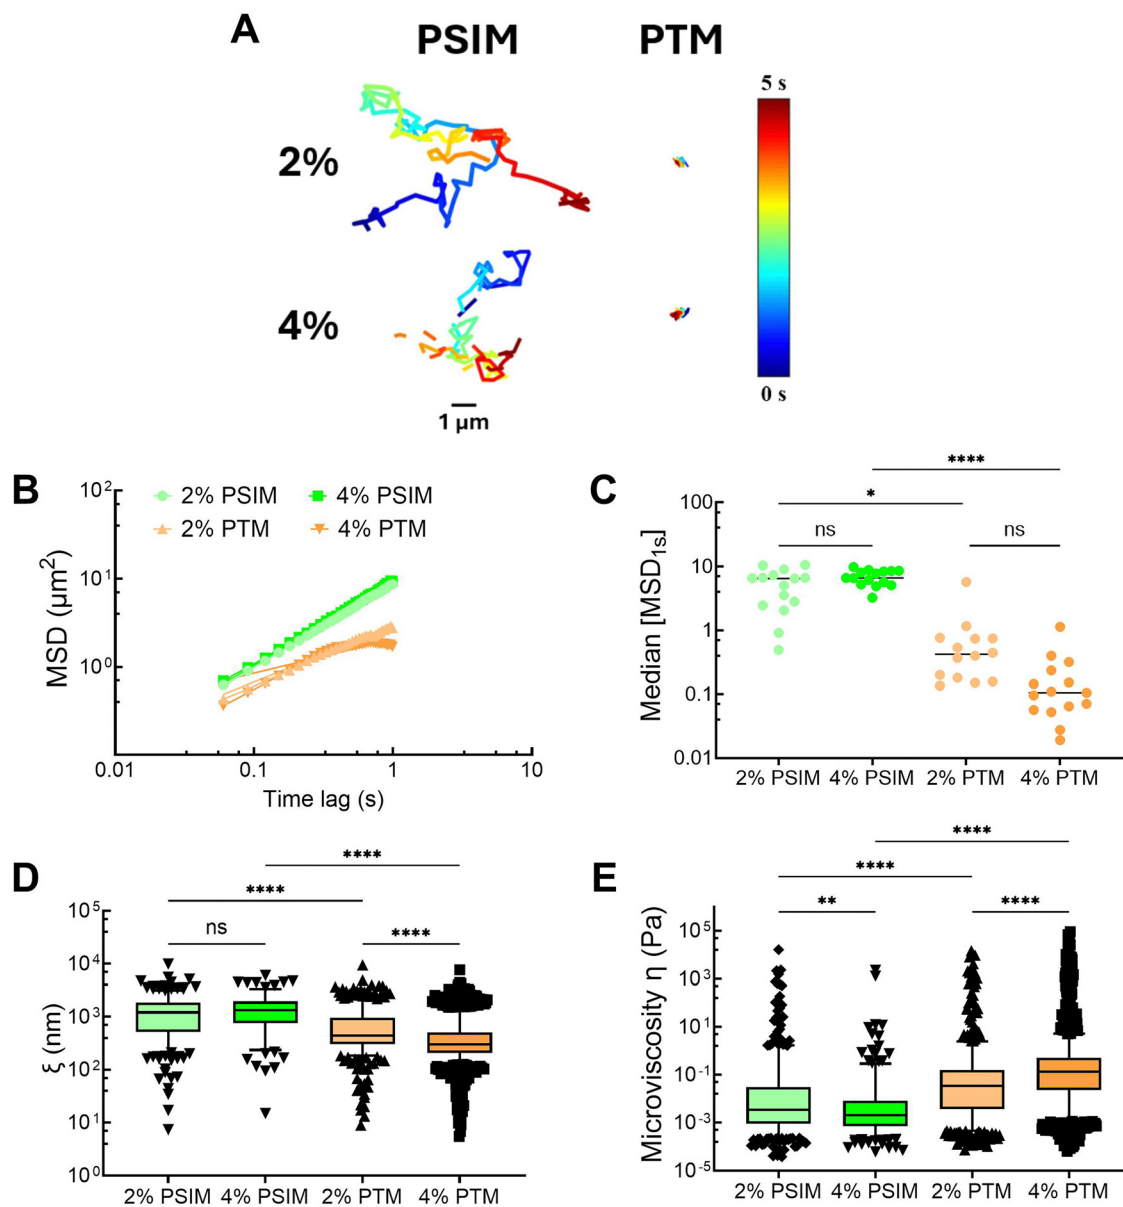 A
PSIM
PTM
5 s
2%
4%
0 s
1 µm
B
10²
2% PSIM
4% PSIM
2% PTM
4% PTM
10¹
10⁰
MSD (µm²)
0.01
0.1
1
10
Time lag (s)
C
****
*
ns
ns
100
10
1
0.1
0.01
Median [MSD₁ₛ]
2% PSIM
4% PSIM
2% PTM
4% PTM
D
****
****
ns
****
10⁵
10⁴
10³
10²
10¹
10⁰
ξ (nm)
2% PSIM
4% PSIM
2% PTM
4% PTM
E
****
****
**
****
10⁵
10³
10¹
10⁻¹
10⁻³
10⁻⁵
Microviscosity η (Pa)
2% PSIM
4% PSIM
2% PTM
4% PTM